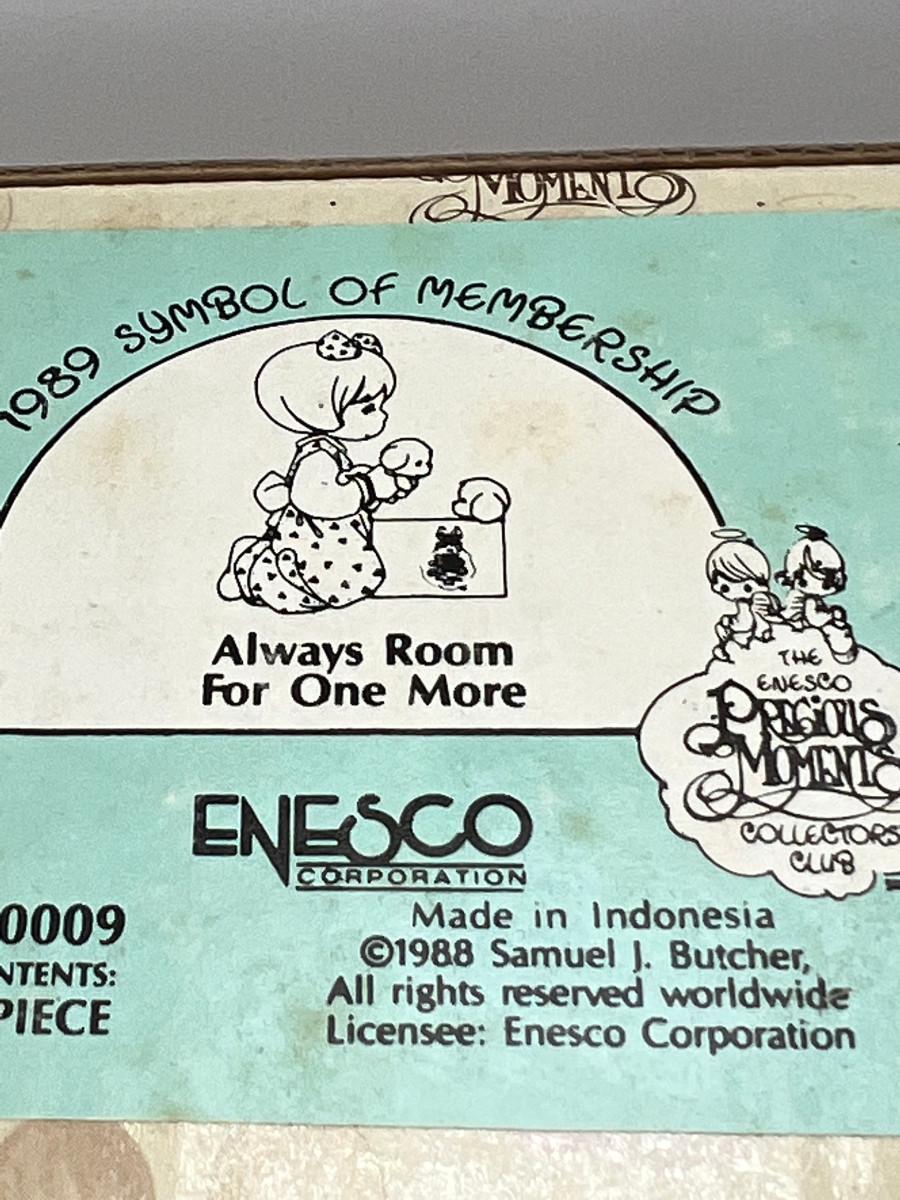 MOMENT
1989 SYMBOL OF MEMBERSHIP
Always Room
For One More
THE
ENESCO
PRECIOUS
MOMENTS
COLLECTORS
CLUB
ENESCO
CORPORATION
0009
NTENTS:
PIECE
Made in Indonesia
©1988 Samuel J. Butcher,
All rights reserved worldwide
Licensee: Enesco Corporation